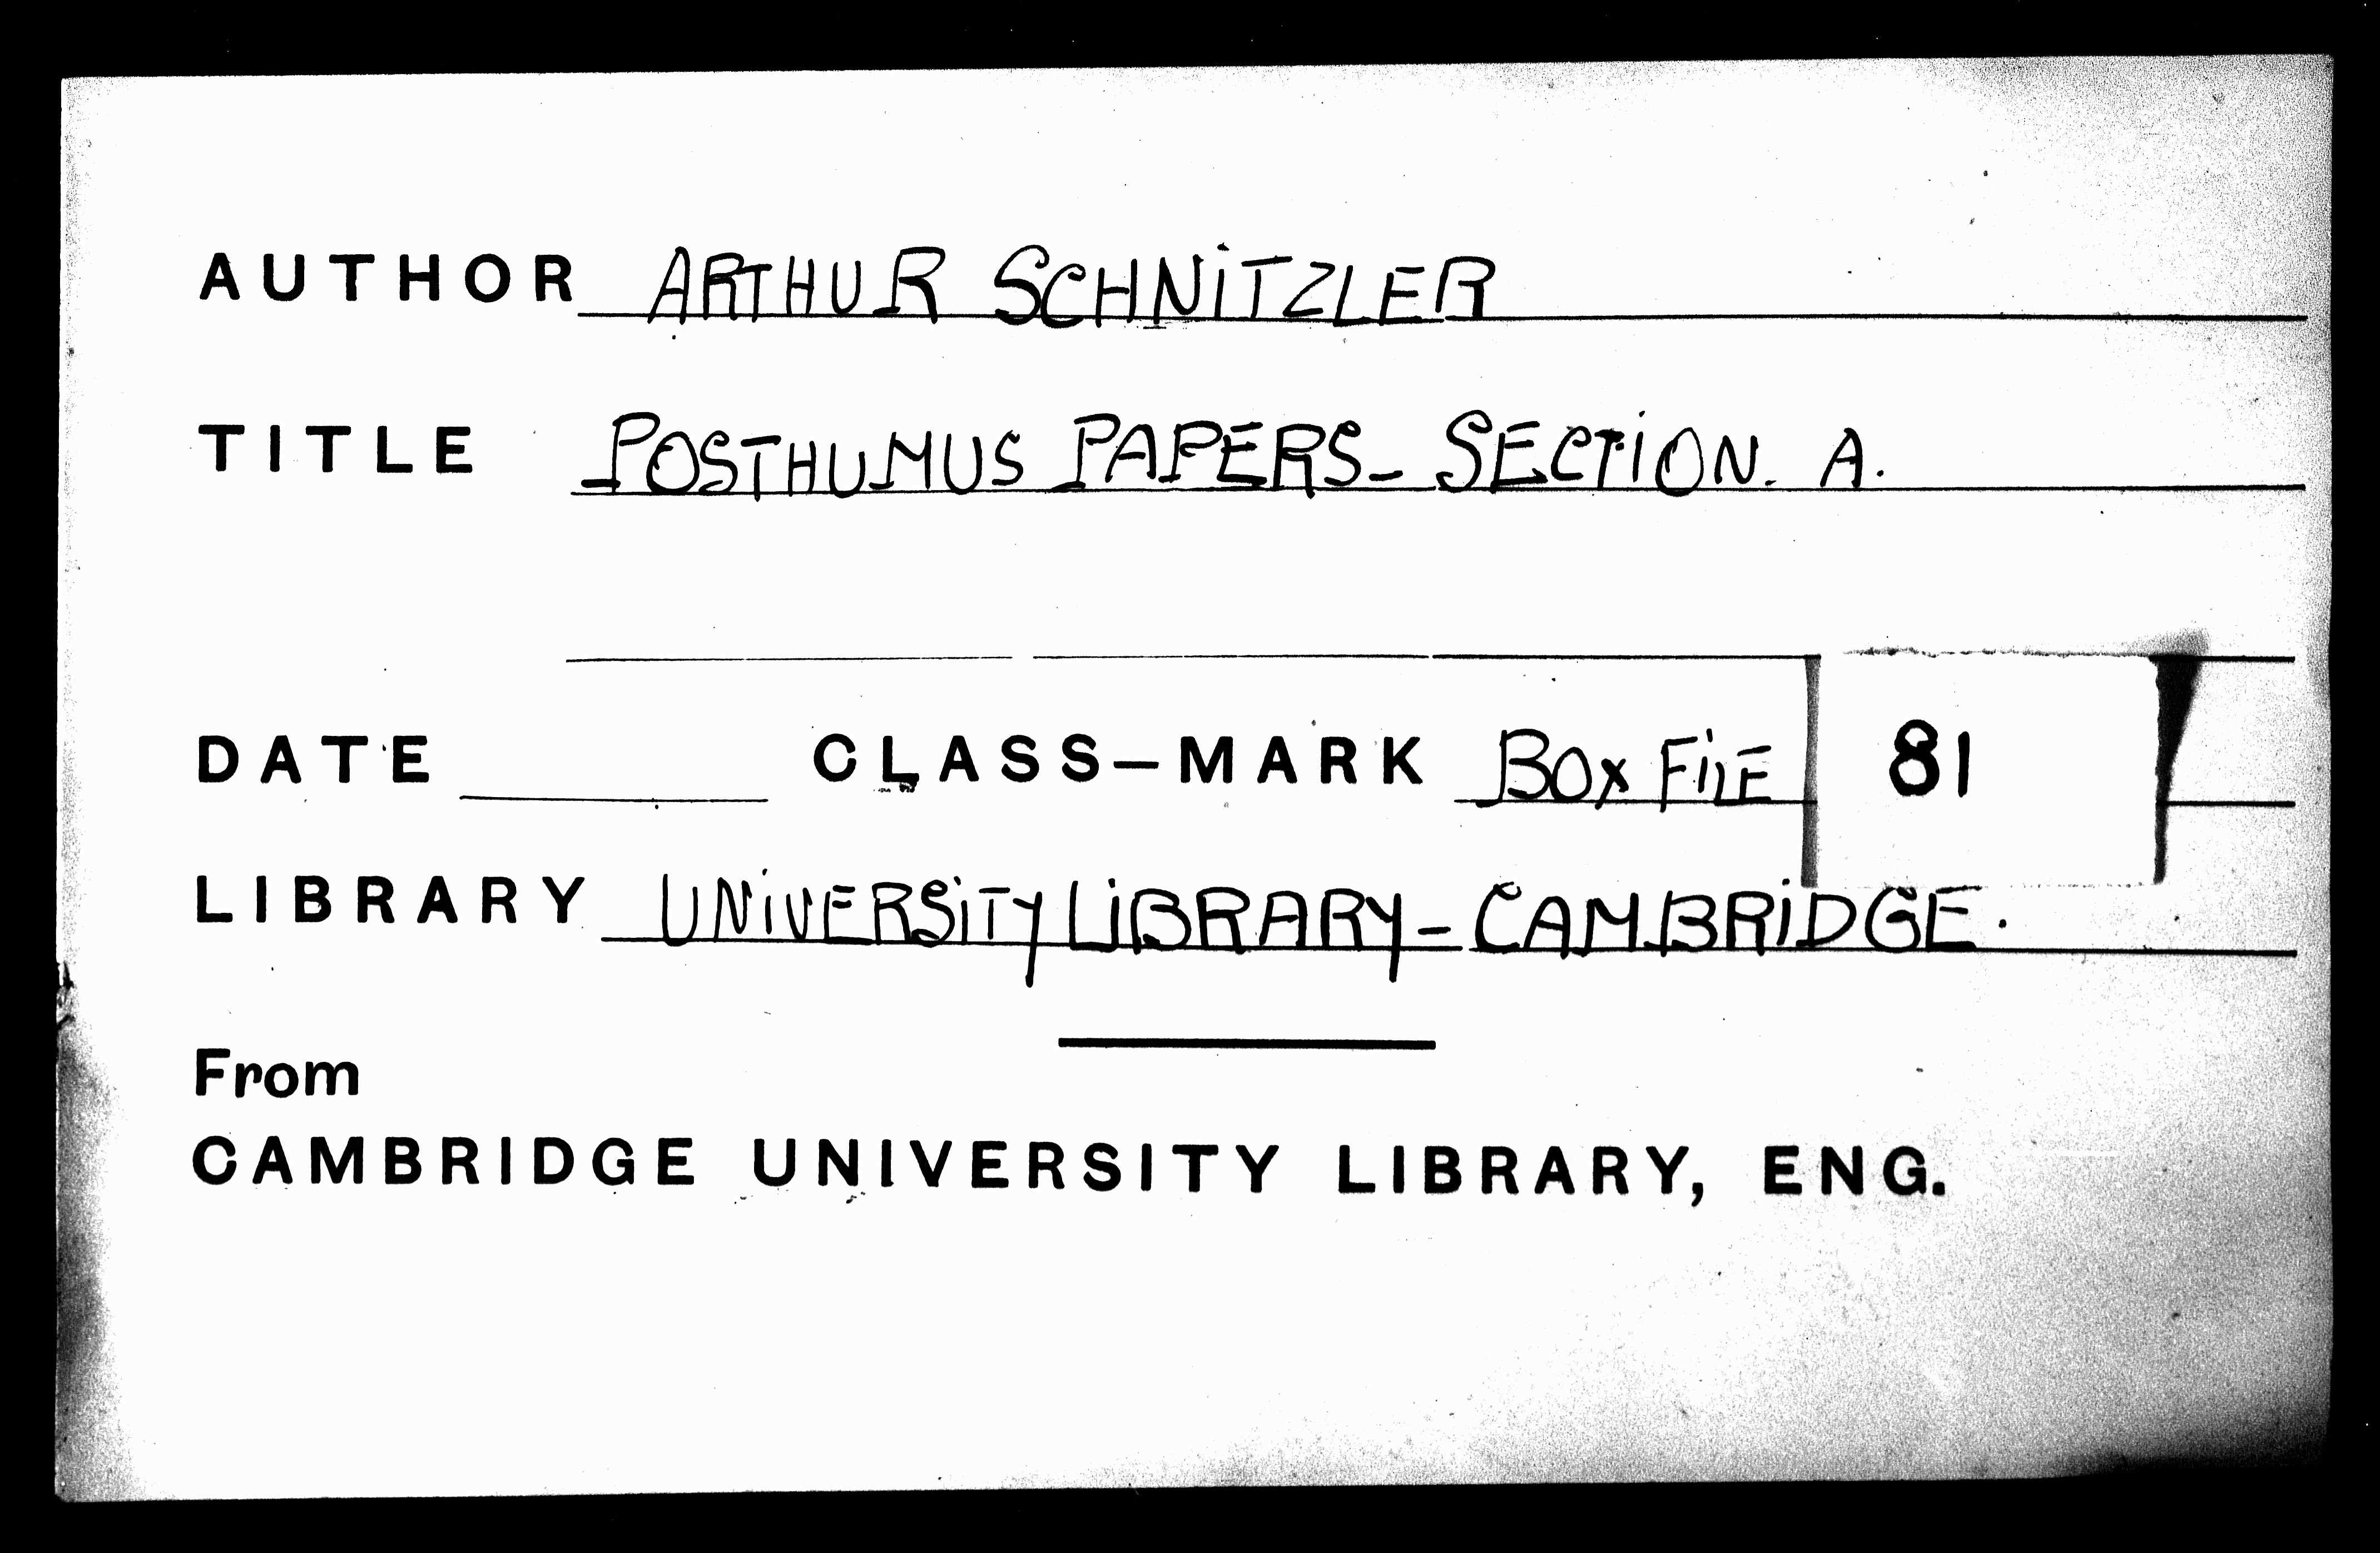 AUTHOR ARTHUR SCHNiTZLER
TITLE POSTHUMUS PAPERS- SECTiON. A.
DATE CLASS-MARK BOX FiLE 81
LIBRARY UNiVERSiTY LiBRARY - CAMBRiDGE.
From
CAMBRIDGE UNIVERSITY LIBRARY, ENG.